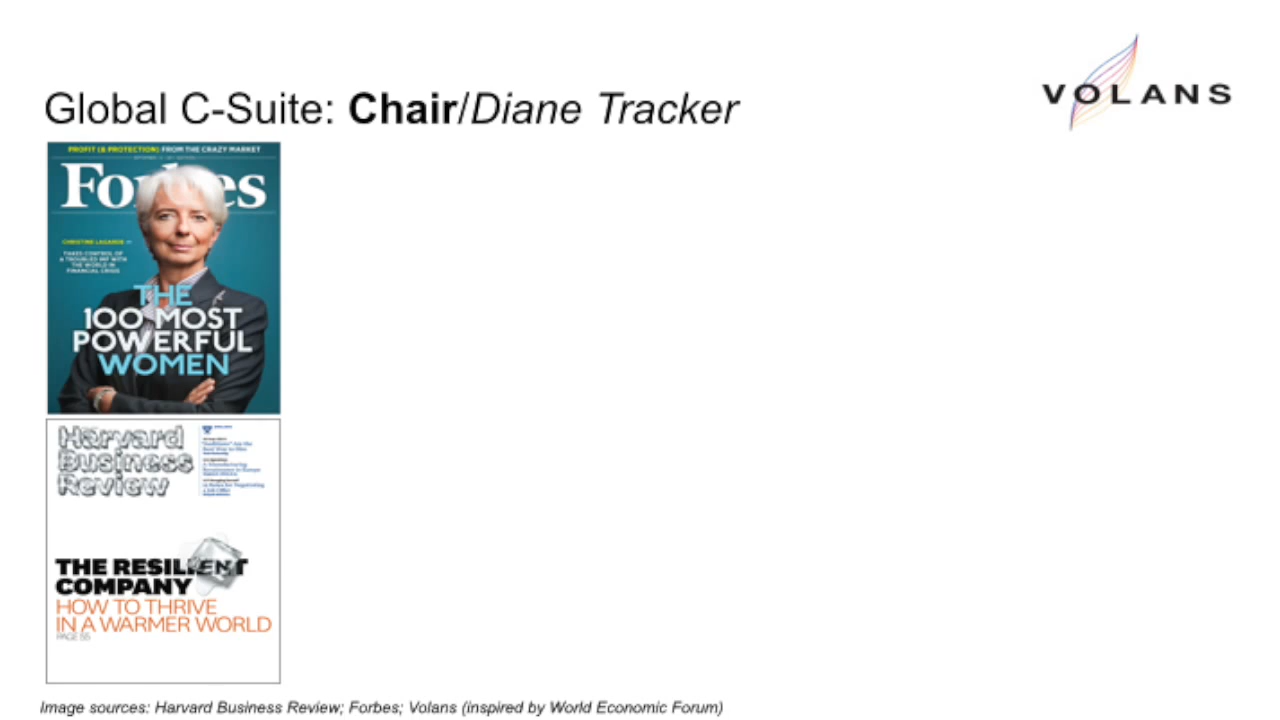 VOLANS
Global C-Suite: Chair/Diane Tracker
PROFIT (& PROTECTION) FROM THE CRAZY MARKET
Forbes
CHRISTINE LAGARDE
TAKES CONTROL OF
A TROUBLED IMF WITH
THE WORLD IN
FINANCIAL CRISIS
THE
100 MOST
POWERFUL
WOMEN
Harvard
Business
Review
THE RESILIENT
COMPANY
HOW TO THRIVE
IN A WARMER WORLD
PAGE 55
Image sources: Harvard Business Review; Forbes; Volans (inspired by World Economic Forum)